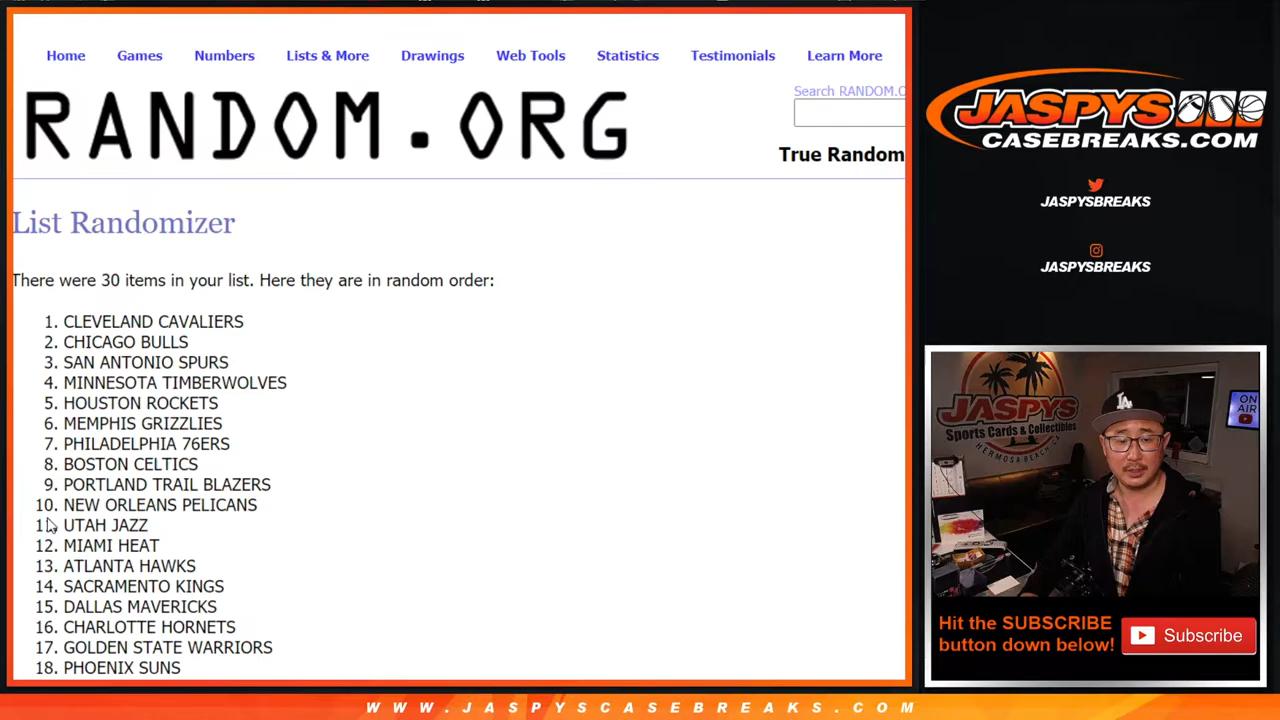 Home Games Numbers Lists & More Drawings Web Tools Statistics Testimonials Learn More
Search RANDOM.O
RANDOM.ORG
True Random
List Randomizer
There were 30 items in your list. Here they are in random order:
1. CLEVELAND CAVALIERS
2. CHICAGO BULLS
3. SAN ANTONIO SPURS
4. MINNESOTA TIMBERWOLVES
5. HOUSTON ROCKETS
6. MEMPHIS GRIZZLIES
7. PHILADELPHIA 76ERS
8. BOSTON CELTICS
9. PORTLAND TRAIL BLAZERS
10. NEW ORLEANS PELICANS
11. UTAH JAZZ
12. MIAMI HEAT
13. ATLANTA HAWKS
14. SACRAMENTO KINGS
15. DALLAS MAVERICKS
16. CHARLOTTE HORNETS
17. GOLDEN STATE WARRIORS
18. PHOENIX SUNS
JASPYS
CASEBREAKS.COM
JASPYSBREAKS
JASPYSBREAKS
JASPYS
Sports Cards & Collectibles
HERMOSA BEACH, CA
LA
ON
AIR
Hit the SUBSCRIBE
button down below!
Subscribe
WWW.JASPYSCASEBREAKS.COM